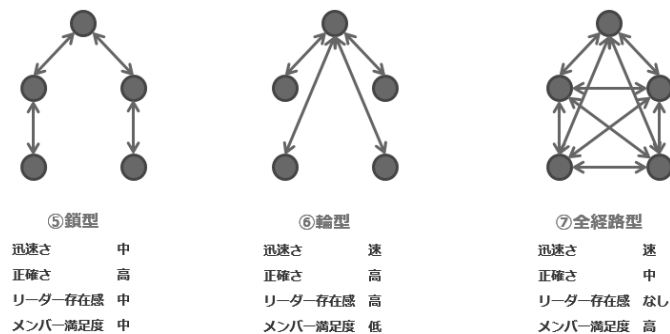 ⑤鎖型
迅速さ 中
正確さ 高
リーダー存在感 中
メンバー満足度 中
⑥輪型
迅速さ 速
正確さ 高
リーダー存在感 高
メンバー満足度 低
⑦全経路型
迅速さ 速
正確さ 中
リーダー存在感 なし
メンバー満足度 高